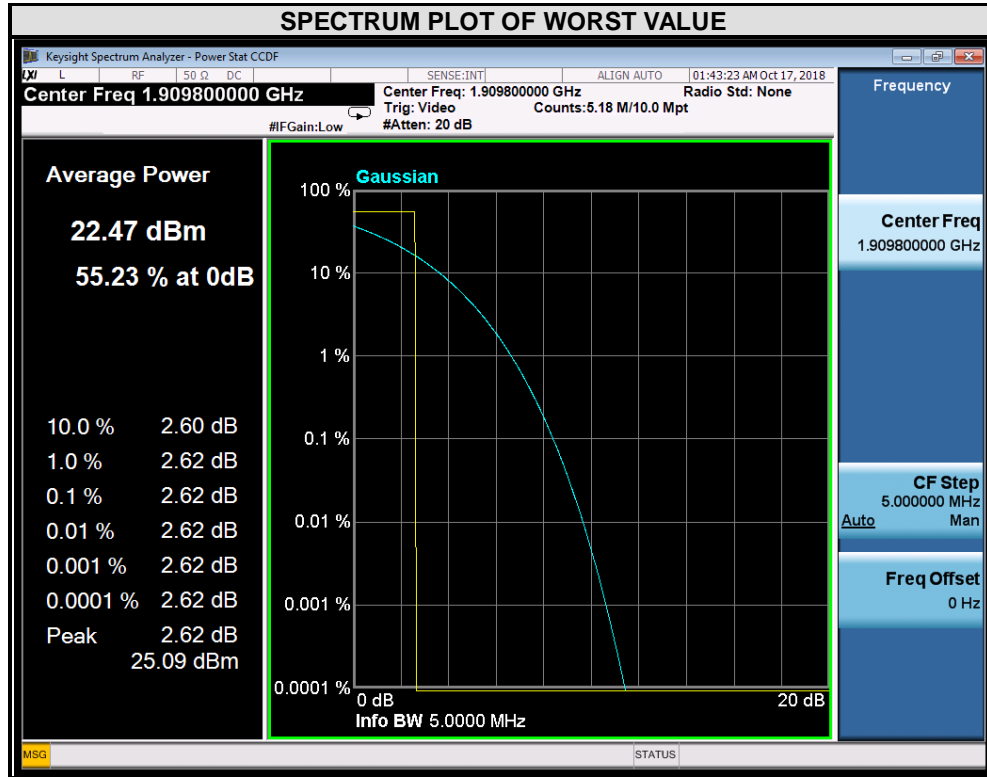 SPECTRUM PLOT OF WORST VALUE
Keysight Spectrum Analyzer - Power Stat CCDF
LXI L RF 50 Ω DC SENSE:INT ALIGN AUTO 01:43:23 AM Oct 17, 2018
Center Freq 1.909800000 GHz
Center Freq: 1.909800000 GHz Radio Std: None
Trig: Video Counts:5.18 M/10.0 Mpt
#IFGain:Low #Atten: 20 dB
Frequency
Average Power
22.47 dBm
55.23 % at 0dB
10.0 % 2.60 dB
1.0 % 2.62 dB
0.1 % 2.62 dB
0.01 % 2.62 dB
0.001 % 2.62 dB
0.0001 % 2.62 dB
Peak 2.62 dB
25.09 dBm
Gaussian
100 %
10 %
1 %
0.1 %
0.01 %
0.001 %
0.0001 %
0 dB 20 dB
Info BW 5.0000 MHz
Center Freq
1.909800000 GHz
CF Step
5.000000 MHz
Auto Man
Freq Offset
0 Hz
MSG STATUS